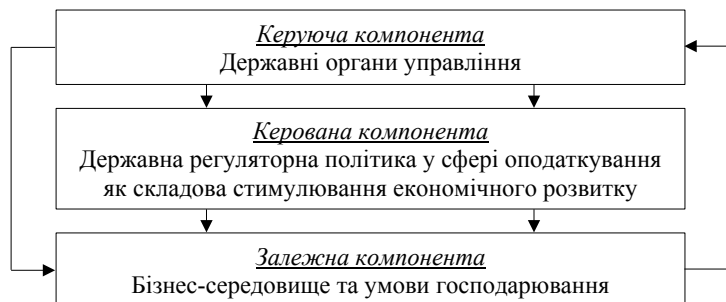 Керуюча компонента
Державні органи управління
Керована компонента
Державна регуляторна політика у сфері оподаткування
як складова стимулювання економічного розвитку
Залежна компонента
Бізнес-середовище та умови господарювання